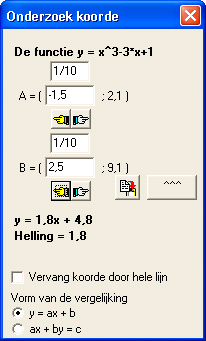 Onderzoek koorde
De functie y = x^3-3*x+1
1/10
A = ( -1,5 ; 2,1 )
1/10
B = ( 2,5 ; 9,1 )
^^^
y = 1,8x + 4,8
Helling = 1,8
Vervang koorde door hele lijn
Vorm van de vergelijking
y = ax + b
ax + by = c